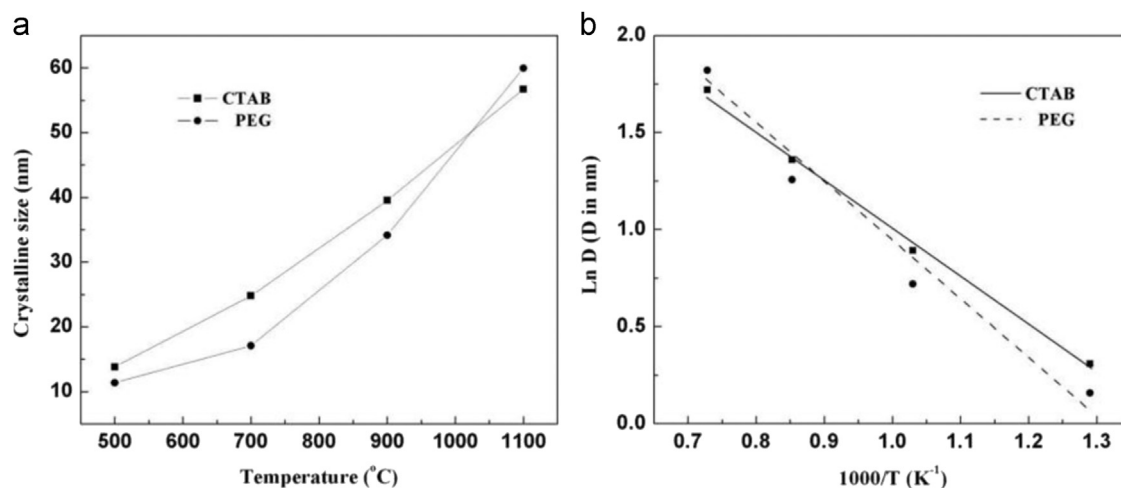 a
60
50
40
30
20
10
Crystalline size (nm)
CTAB
PEG
500 600 700 800 900 1000 1100
Temperature (°C)
b
2.0
1.5
1.0
0.5
0.0
Ln D (D in nm)
CTAB
PEG
0.7 0.8 0.9 1.0 1.1 1.2 1.3
1000/T (K⁻¹)